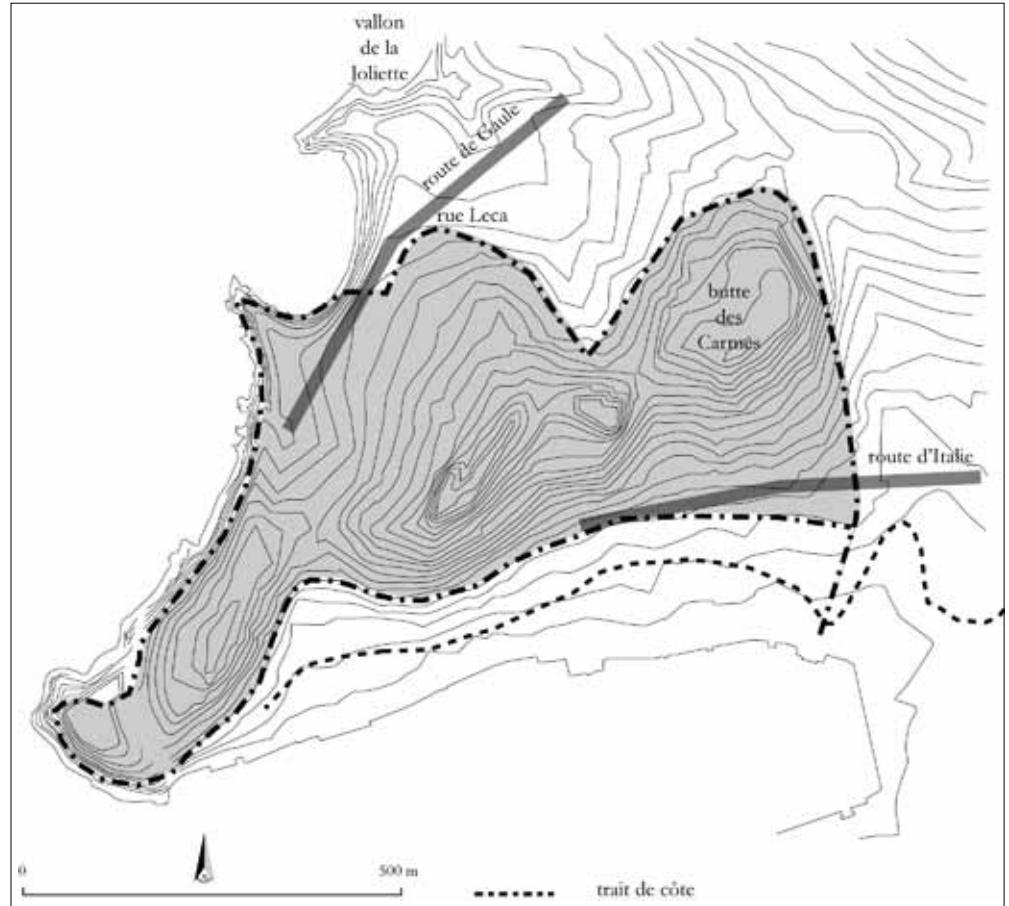 vallon
de la
Joliette
route de Gaule
rue Leca
butte
des
Carmes
route d'Italie
0
500 m
trait de côte